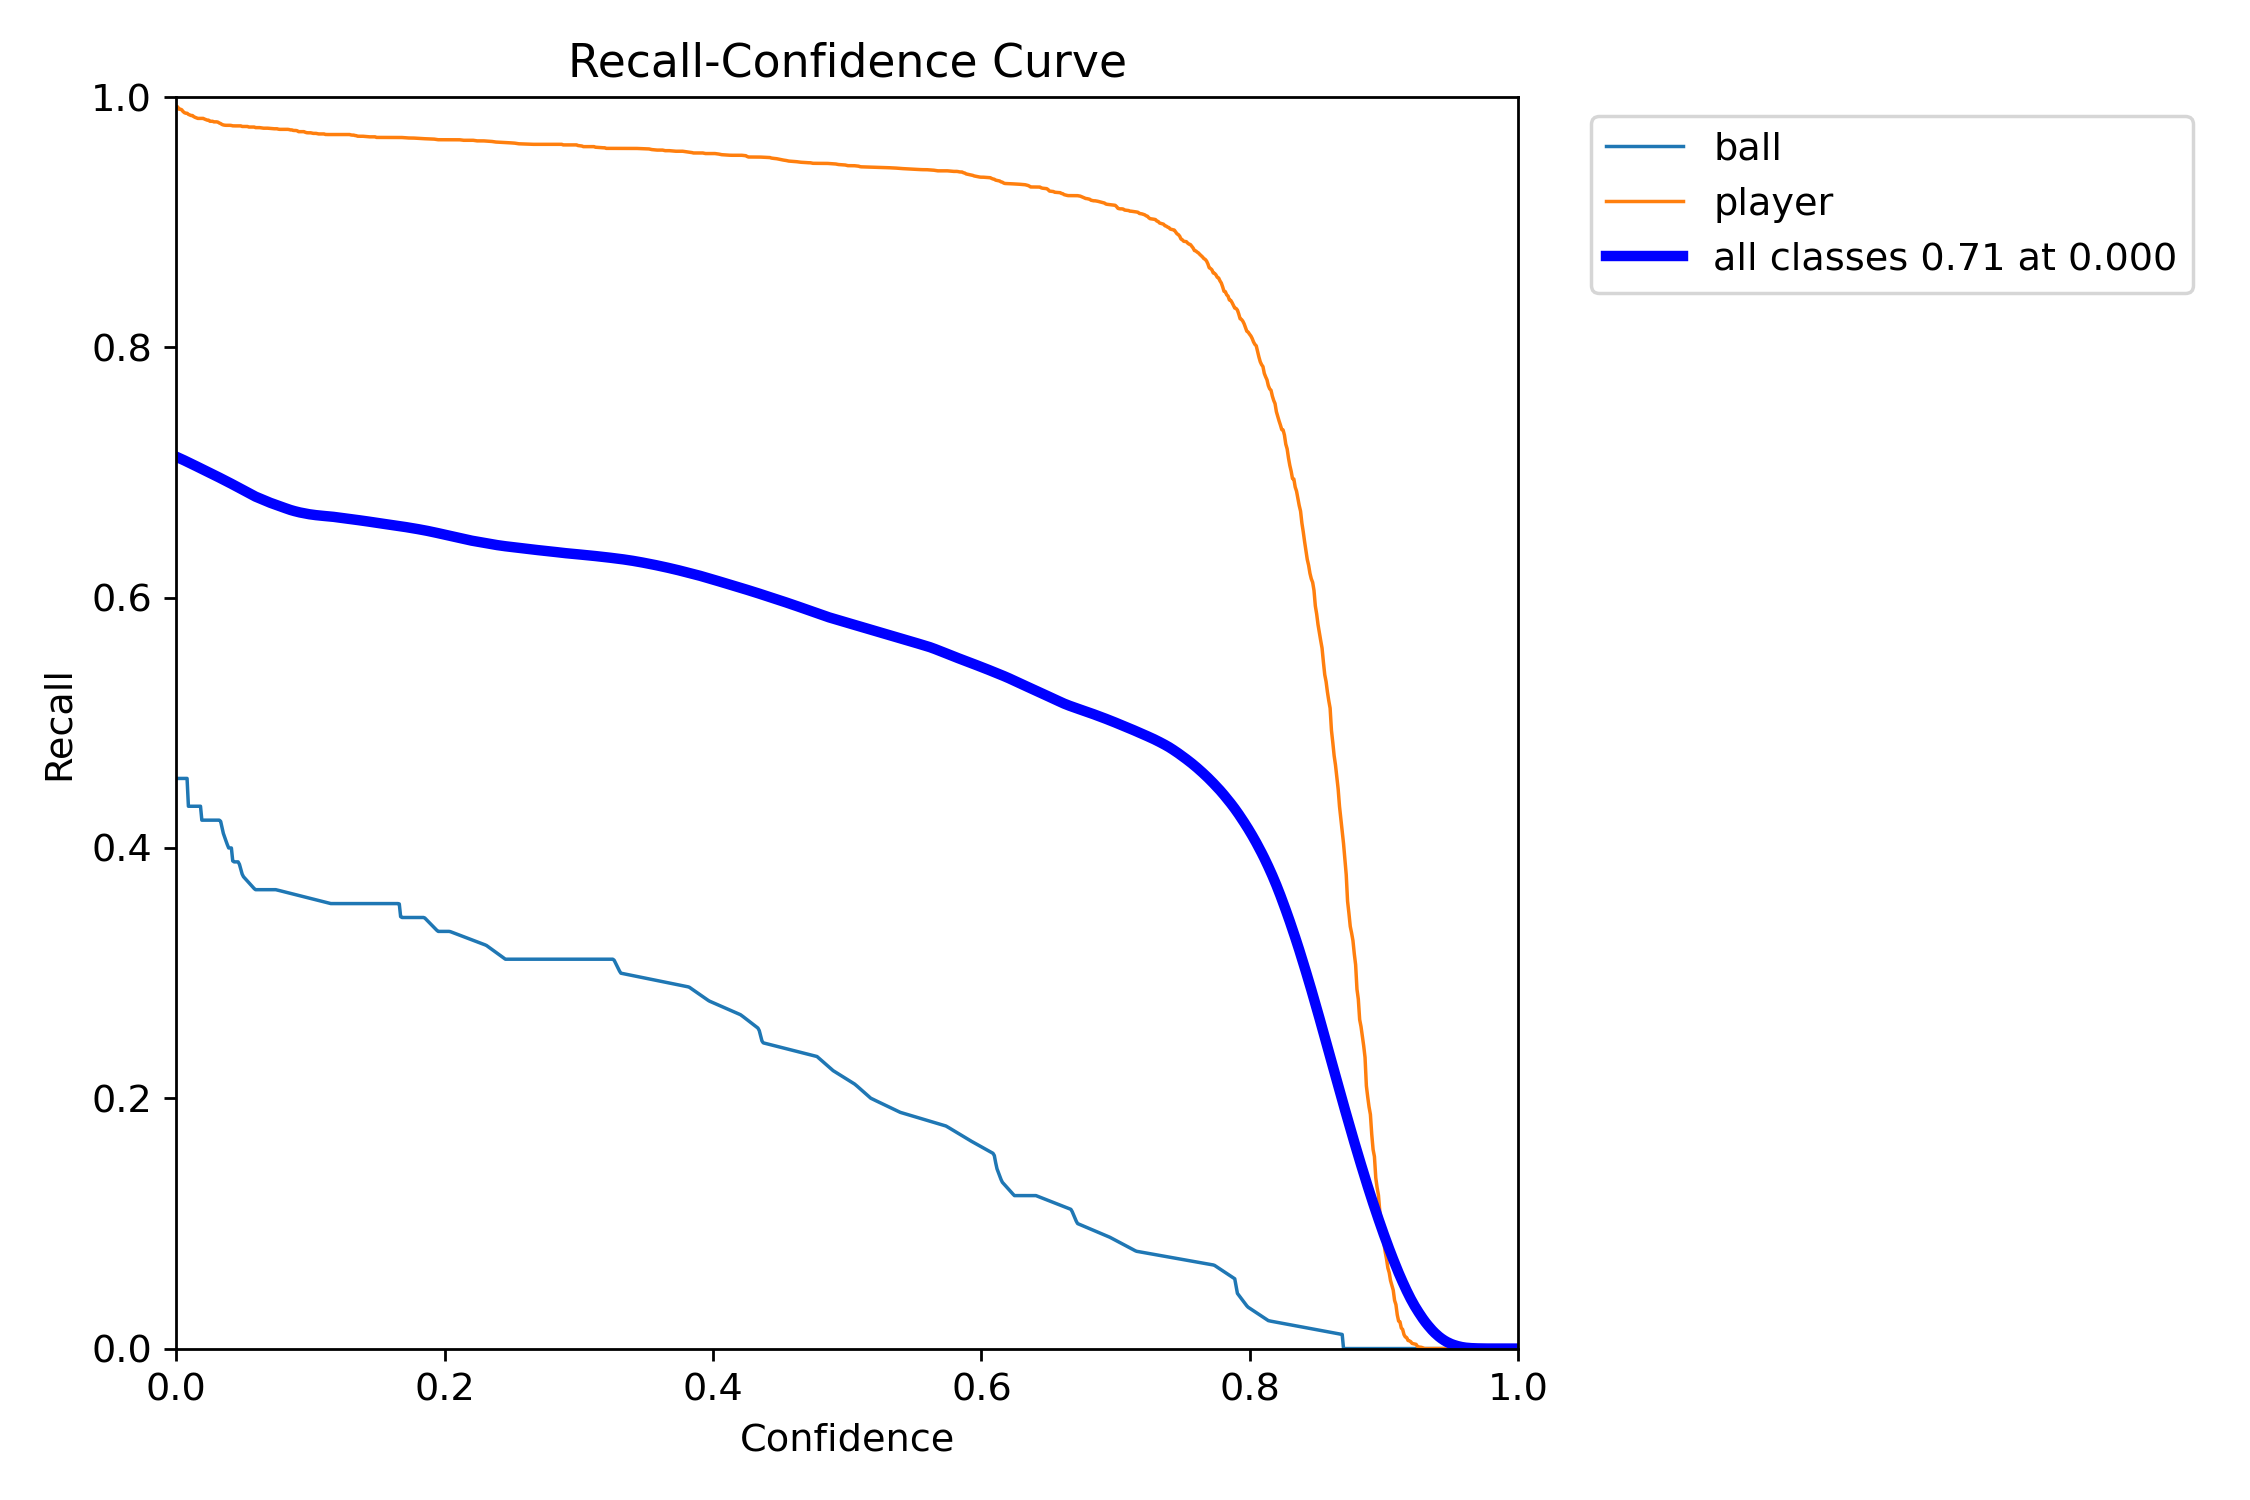 Recall-Confidence Curve
1.0
0.8
0.6
0.4
0.2
0.0
Recall
0.0 0.2 0.4 0.6 0.8 1.0
Confidence
ball
player
all classes 0.71 at 0.000